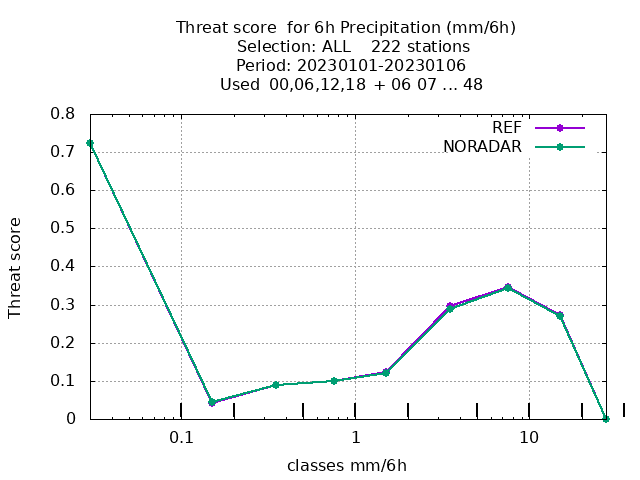 Threat score for 6h Precipitation (mm/6h)
Selection: ALL 222 stations
Period: 20230101-20230106
Used 00,06,12,18 + 06 07 ... 48
REF
NORADAR
0.8
0.7
0.6
0.5
0.4
0.3
0.2
0.1
0
Threat score
0.1 1 10
classes mm/6h